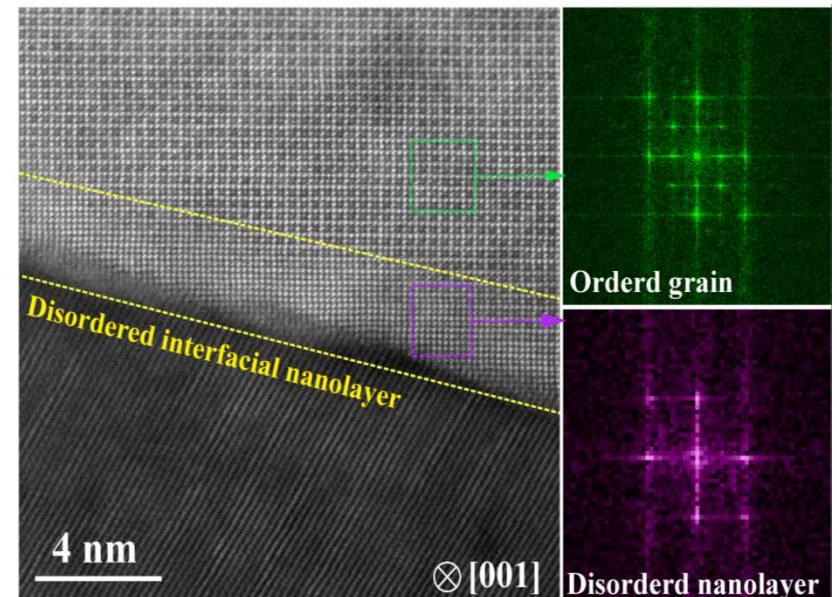 Disordered interfacial nanolayer
4 nm
⊗ [001]
Orderd grain
Disorderd nanolayer